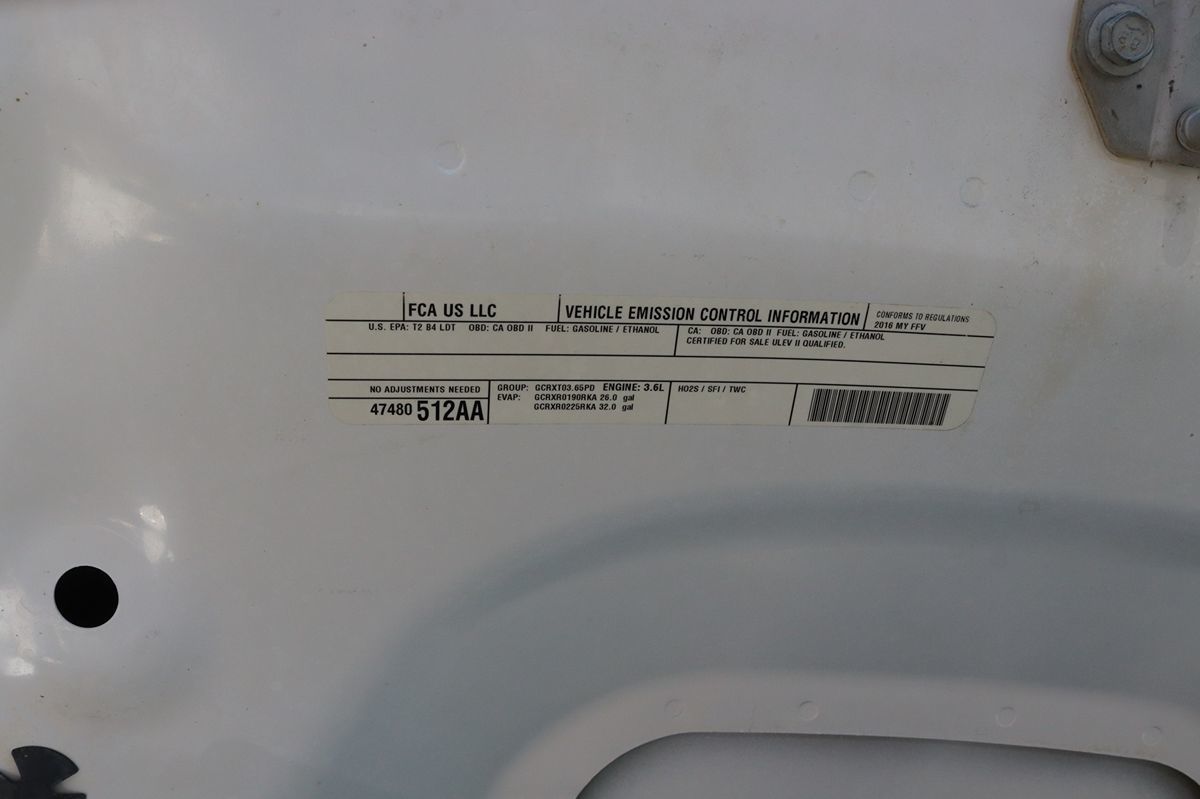 FCA US LLC
VEHICLE EMISSION CONTROL INFORMATION
CONFORMS TO REGULATIONS
2016 MY FFV
U.S. EPA: T2 B4 LDT OBD: CA OBD II FUEL: GASOLINE / ETHANOL
CA: OBD: CA OBD II FUEL: GASOLINE / ETHANOL
CERTIFIED FOR SALE ULEV II QUALIFIED.
NO ADJUSTMENTS NEEDED
47480 512AA
GROUP: GCRXT03.65PD ENGINE: 3.6L
EVAP: GCRXR0190RKA 26.0 gal
GCRXR0225RKA 32.0 gal
HO2S / SFI / TWC